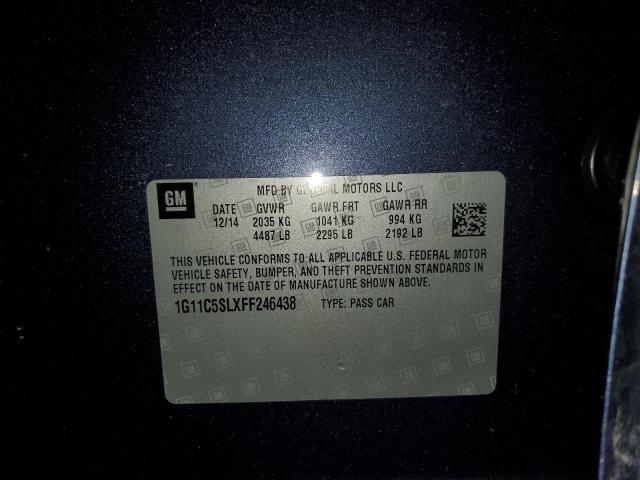 GM
MFD BY GENERAL MOTORS LLC
DATE GVWR GAWR FRT GAWR RR
12/14 2035 KG 1041 KG 994 KG
4487 LB 2295 LB 2192 LB
THIS VEHICLE CONFORMS TO ALL APPLICABLE U.S. FEDERAL MOTOR
VEHICLE SAFETY, BUMPER, AND THEFT PREVENTION STANDARDS IN
EFFECT ON THE DATE OF MANUFACTURE SHOWN ABOVE.
1G11C5SLXFF246438 TYPE: PASS CAR